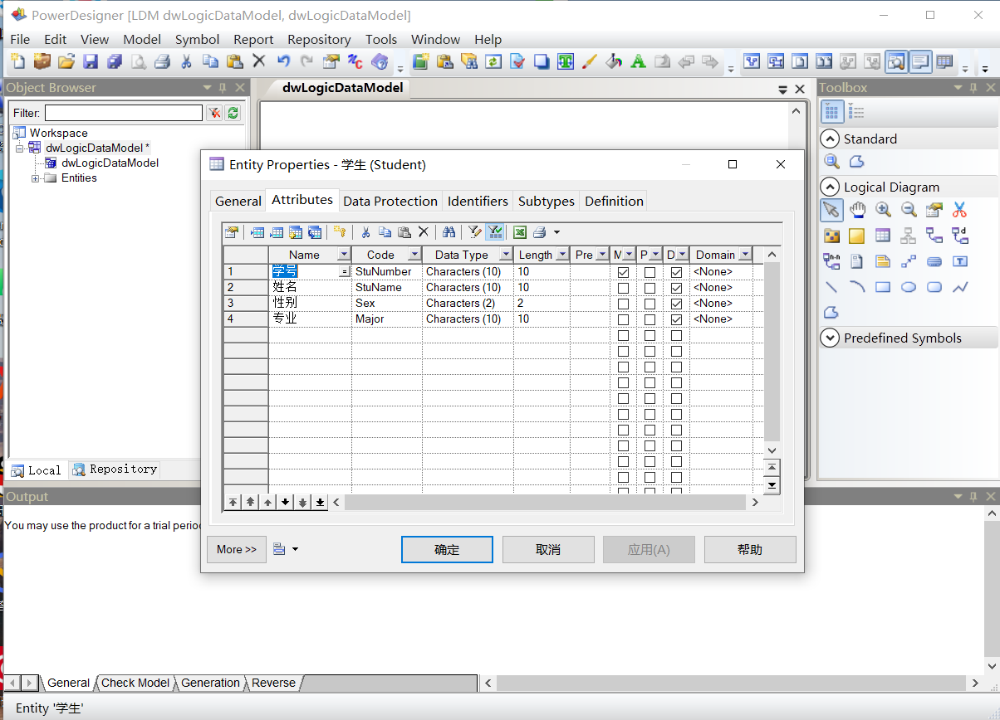 PowerDesigner [LDM dwLogicDataModel, dwLogicDataModel]
File Edit View Model Symbol Report Repository Tools Window Help
Object Browser
Filter:
Workspace
dwLogicDataModel *
dwLogicDataModel
Entities
Local Repository
dwLogicDataModel
Toolbox
Standard
Logical Diagram
Predefined Symbols
Entity Properties - 学生 (Student)
General Attributes Data Protection Identifiers Subtypes Definition
Name Code Data Type Length Pre M P D Domain
1 学号 = StuNumber Characters (10) 10 <None>
2 姓名 StuName Characters (10) 10 <None>
3 性别 Sex Characters (2) 2 <None>
4 专业 Major Characters (10) 10 <None>
More >> 确定 取消 应用(A) 帮助
Output
You may use the product for a trial perio
General Check Model Generation Reverse
Entity '学生'